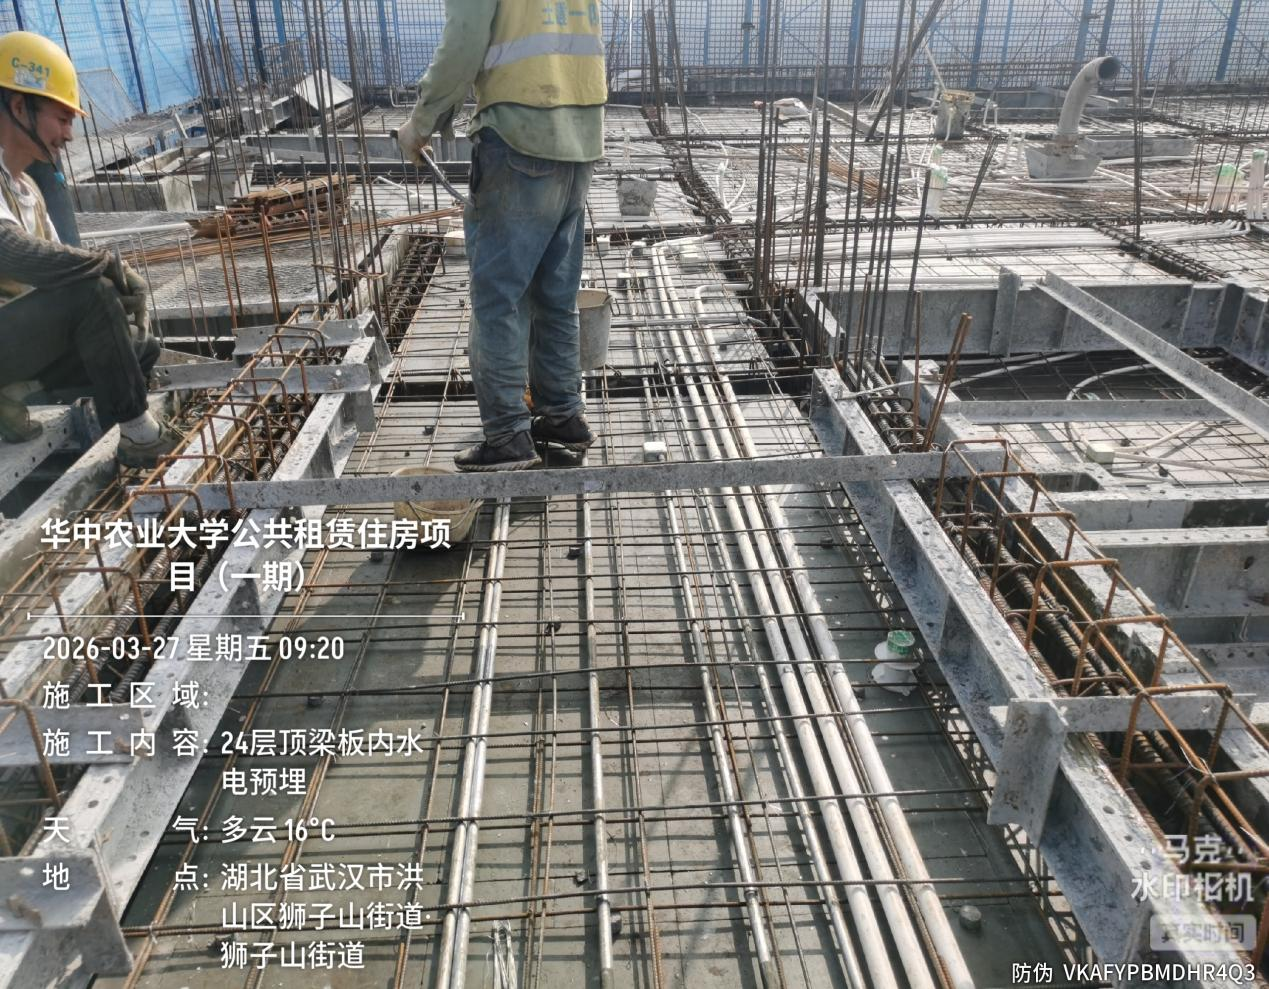 C-341
华中农业大学公共租赁住房项
目（一期）
2026-03-27 星期五 09:20
施工区域:
施工内容: 24层顶梁板内水
电预埋
天气: 多云 16℃
地点: 湖北省武汉市洪
山区狮子山街道·
狮子山街道
马克
水印相机
真实时间
防伪 VKAFYPBMDHR4Q3